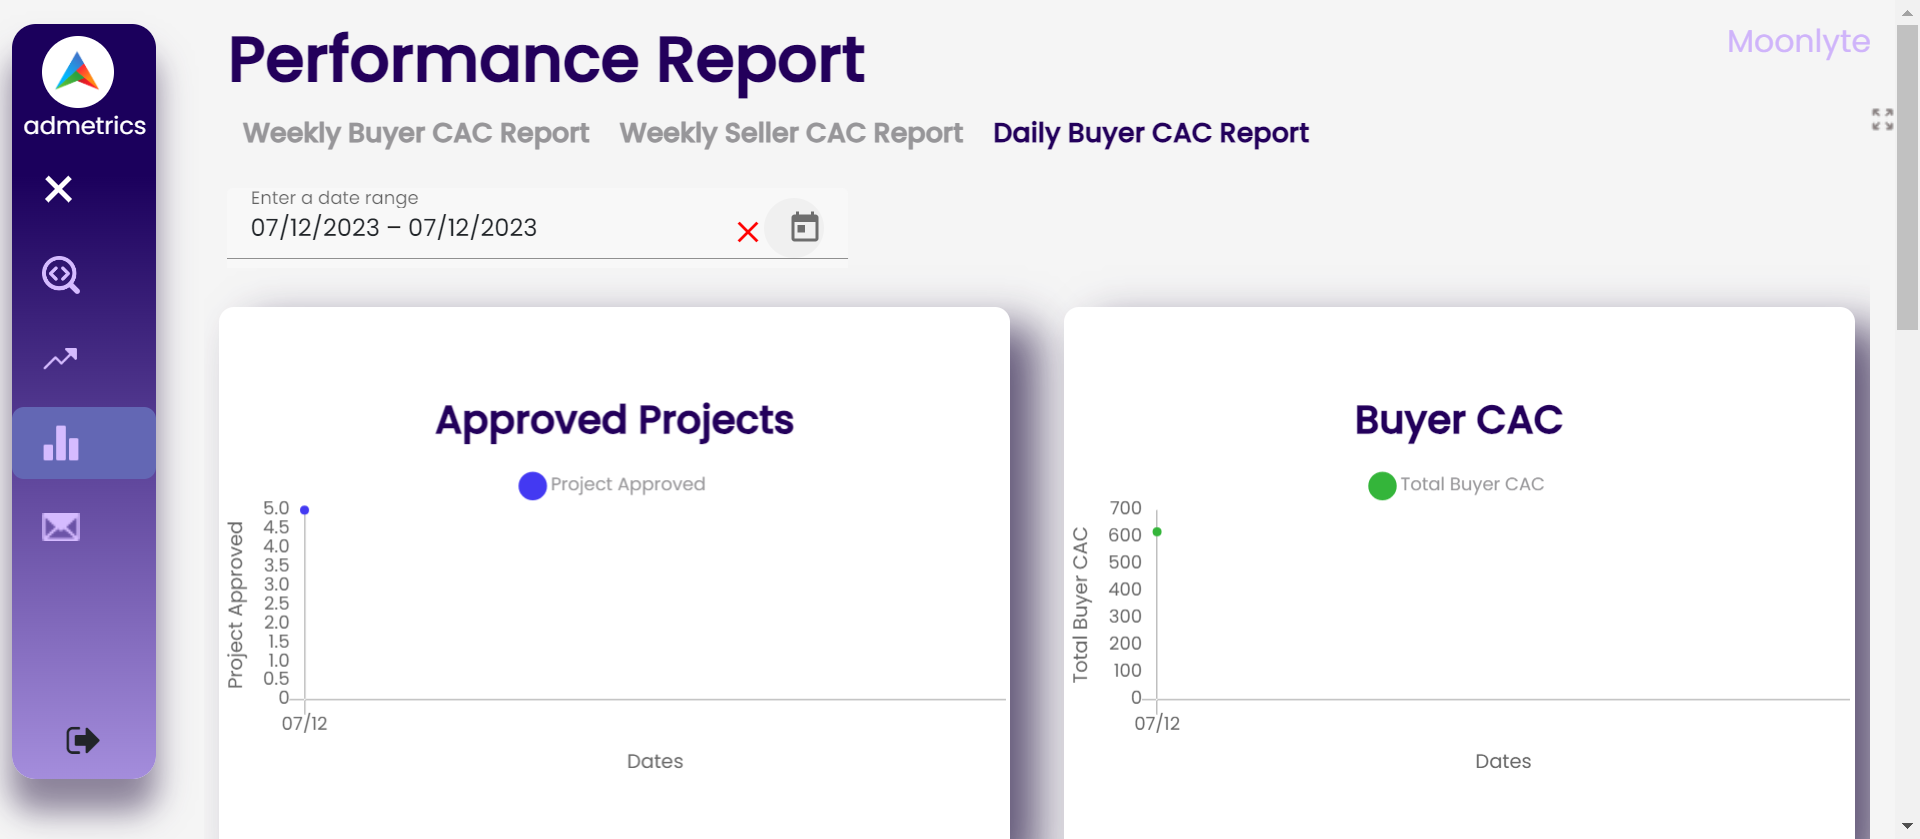 Performance Report
Moonlyte
admetrics
Weekly Buyer CAC Report
Weekly Seller CAC Report
Daily Buyer CAC Report
Enter a date range
07/12/2023 – 07/12/2023
Approved Projects
Project Approved
Project Approved
5.0
4.5
4.0
3.5
3.0
2.5
2.0
1.5
1.0
0.5
0
07/12
Dates
Buyer CAC
Total Buyer CAC
Total Buyer CAC
700
600
500
400
300
200
100
0
07/12
Dates